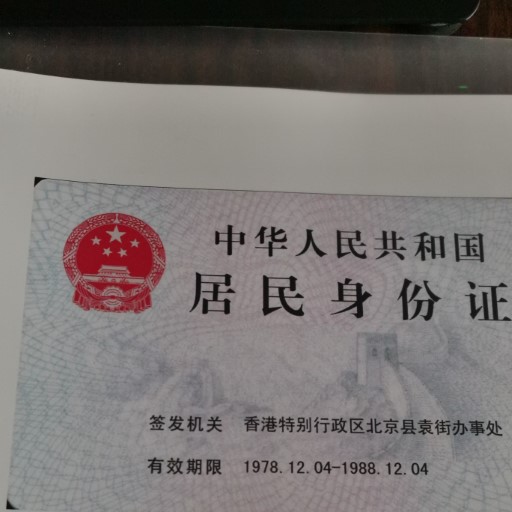 中华人民共和国
居民身份证
签发机关 香港特别行政区北京县袁街办事处
有效期限 1978.12.04-1988.12.04